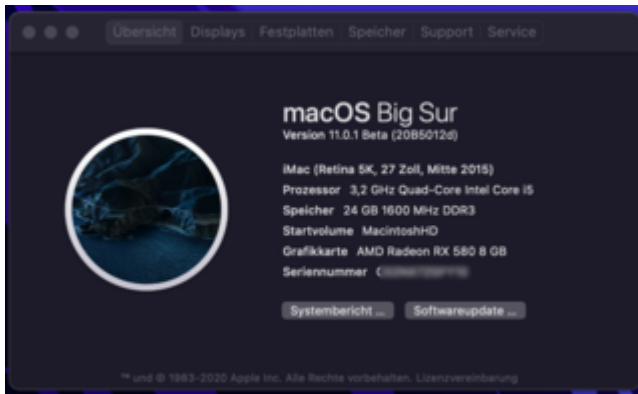 Übersicht Displays Festplatten Speicher Support Service
macOS Big Sur
Version 11.0.1 Beta (20B5012d)
iMac (Retina 5K, 27 Zoll, Mitte 2015)
Prozessor 3,2 GHz Quad-Core Intel Core i5
Speicher 24 GB 1600 MHz DDR3
Startvolume MacintoshHD
Grafikkarte AMD Radeon RX 580 8 GB
Seriennummer
Systembericht ... Softwareupdate ...
™ und © 1983-2020 Apple Inc. Alle Rechte vorbehalten. Lizenzvereinbarung